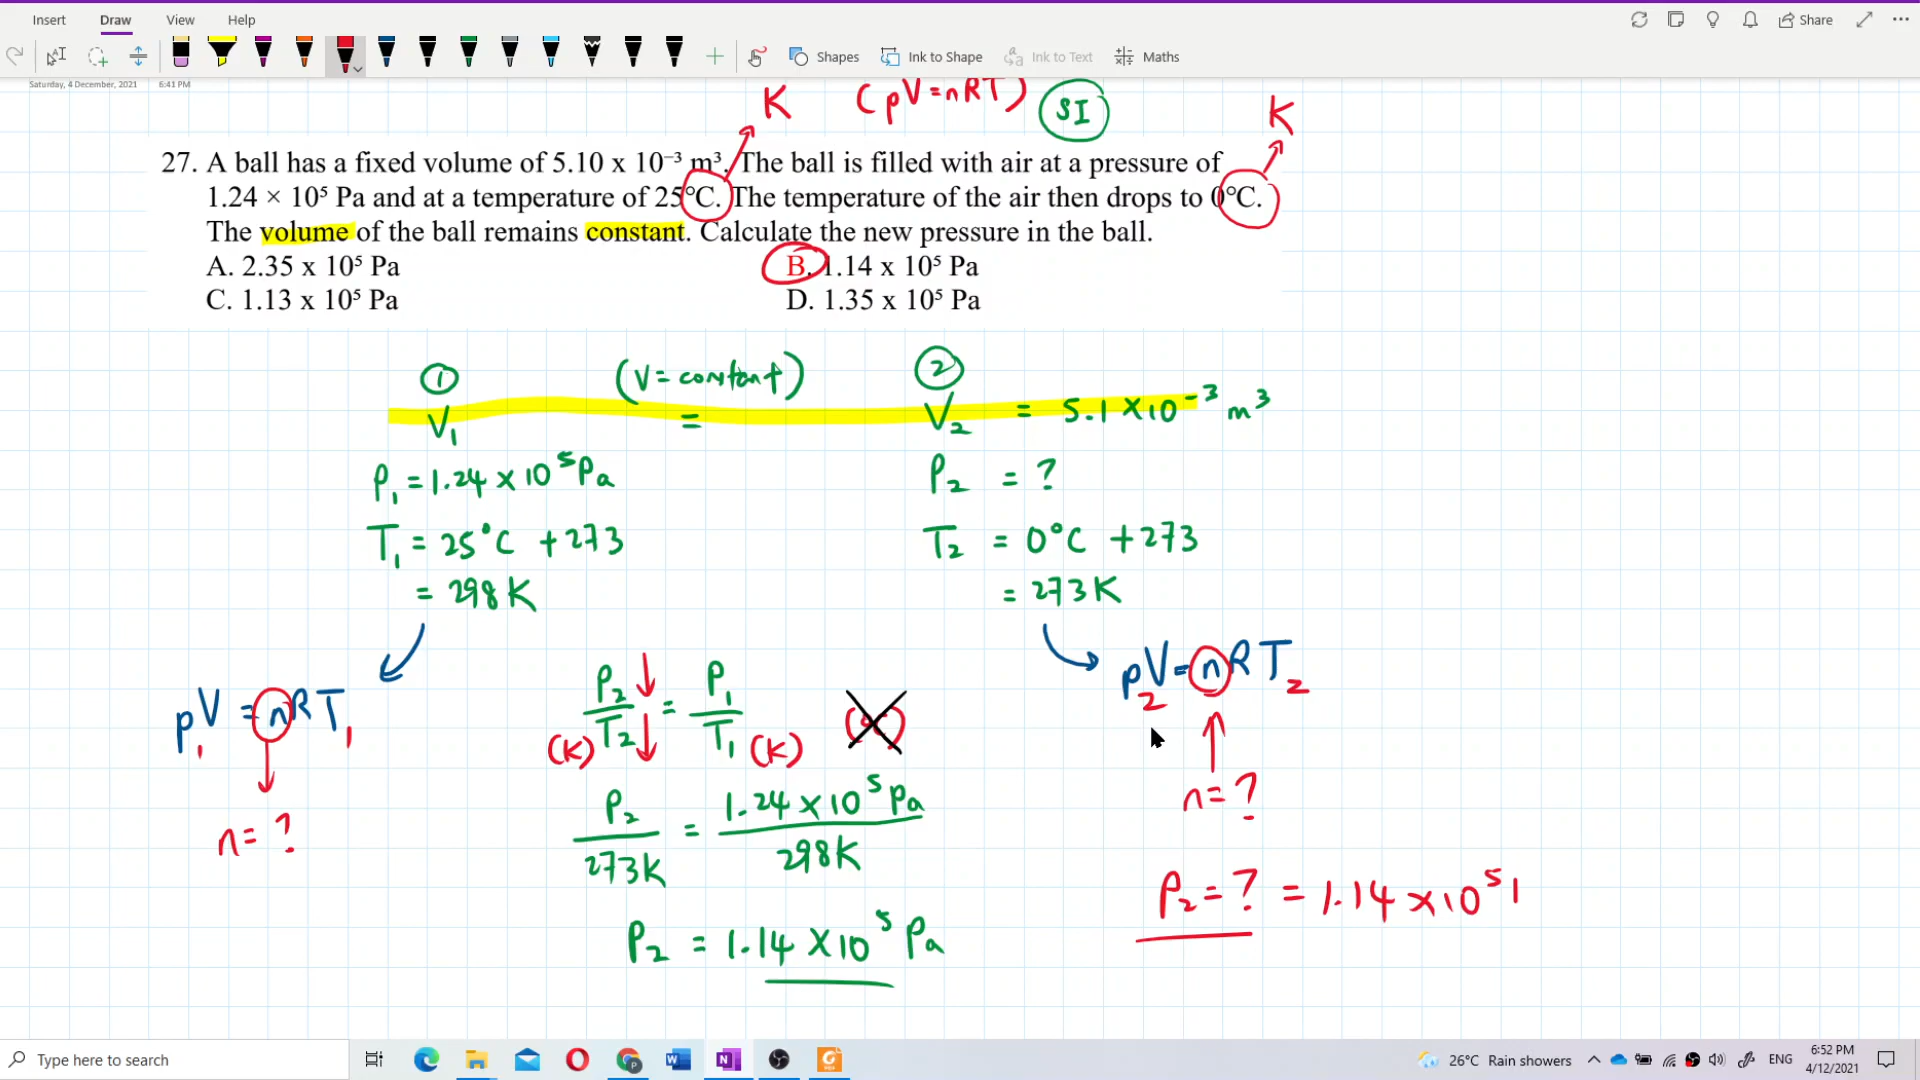 Insert Draw View Help
Share
Shapes Ink to Shape Ink to Text Maths
Saturday, 4 December, 2021 6:41 PM
K (pV=nRT) SI K
27. A ball has a fixed volume of 5.10 x 10⁻³ m³. The ball is filled with air at a pressure of
1.24 × 10⁵ Pa and at a temperature of 25°C. The temperature of the air then drops to 0°C.
The volume of the ball remains constant. Calculate the new pressure in the ball.
A. 2.35 x 10⁵ Pa B. 1.14 x 10⁵ Pa
C. 1.13 x 10⁵ Pa D. 1.35 x 10⁵ Pa
① (V = constant) ②
V₁ = V₂ = 5.1 × 10⁻³ m³
P₁ = 1.24 × 10⁵ Pa P₂ = ?
T₁ = 25°C + 273 T₂ = 0°C + 273
= 298K = 273K
p₁V = nRT₁ P₂/T₂ = P₁/T₁ p₂V = nRT₂
(K) (K)
n = ? P₂/273K = 1.24 × 10⁵ Pa/298K n = ?
P₂ = ? = 1.14 × 10⁵ 1
P₂ = 1.14 × 10⁵ Pa
Type here to search
26°C Rain showers ENG 6:52 PM
4/12/2021